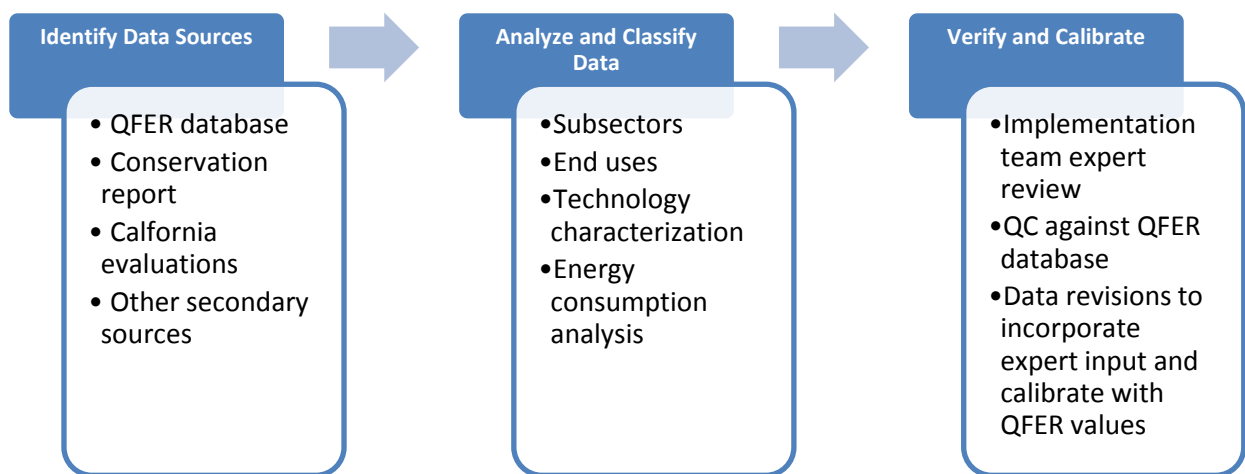 Identify Data Sources
• QFER database
• Conservation
report
• Calfornia
evaluations
• Other secondary
sources
Analyze and Classify
Data
•Subsectors
•End uses
•Technology
characterization
•Energy
consumption
analysis
Verify and Calibrate
•Implementation
team expert
review
•QC against QFER
database
•Data revisions to
incorporate
expert input and
calibrate with
QFER values